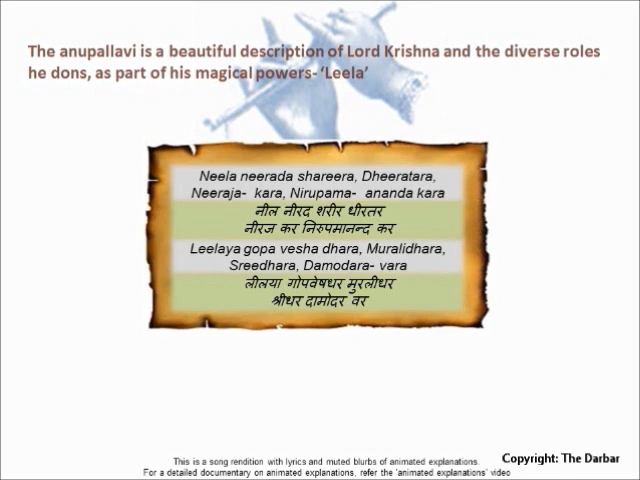 The anupallavi is a beautiful description of Lord Krishna and the diverse roles
he dons, as part of his magical powers- ‘Leela’
Neela neerada shareera, Dheeratara,
Neeraja- kara, Nirupama- ananda kara
नील नीरद शरीर धीरतर
नीरज कर निरुपमानन्द कर
Leelaya gopa vesha dhara, Muralidhara,
Sreedhara, Damodara- vara
लीलया गोपवेषधर मुरलीधर
श्रीधर दामोदर वर
This is a song rendition with lyrics and muted blurbs of animated explanations.
For a detailed documentary on animated explanations, refer the 'animated explanations' video
Copyright: The Darbar